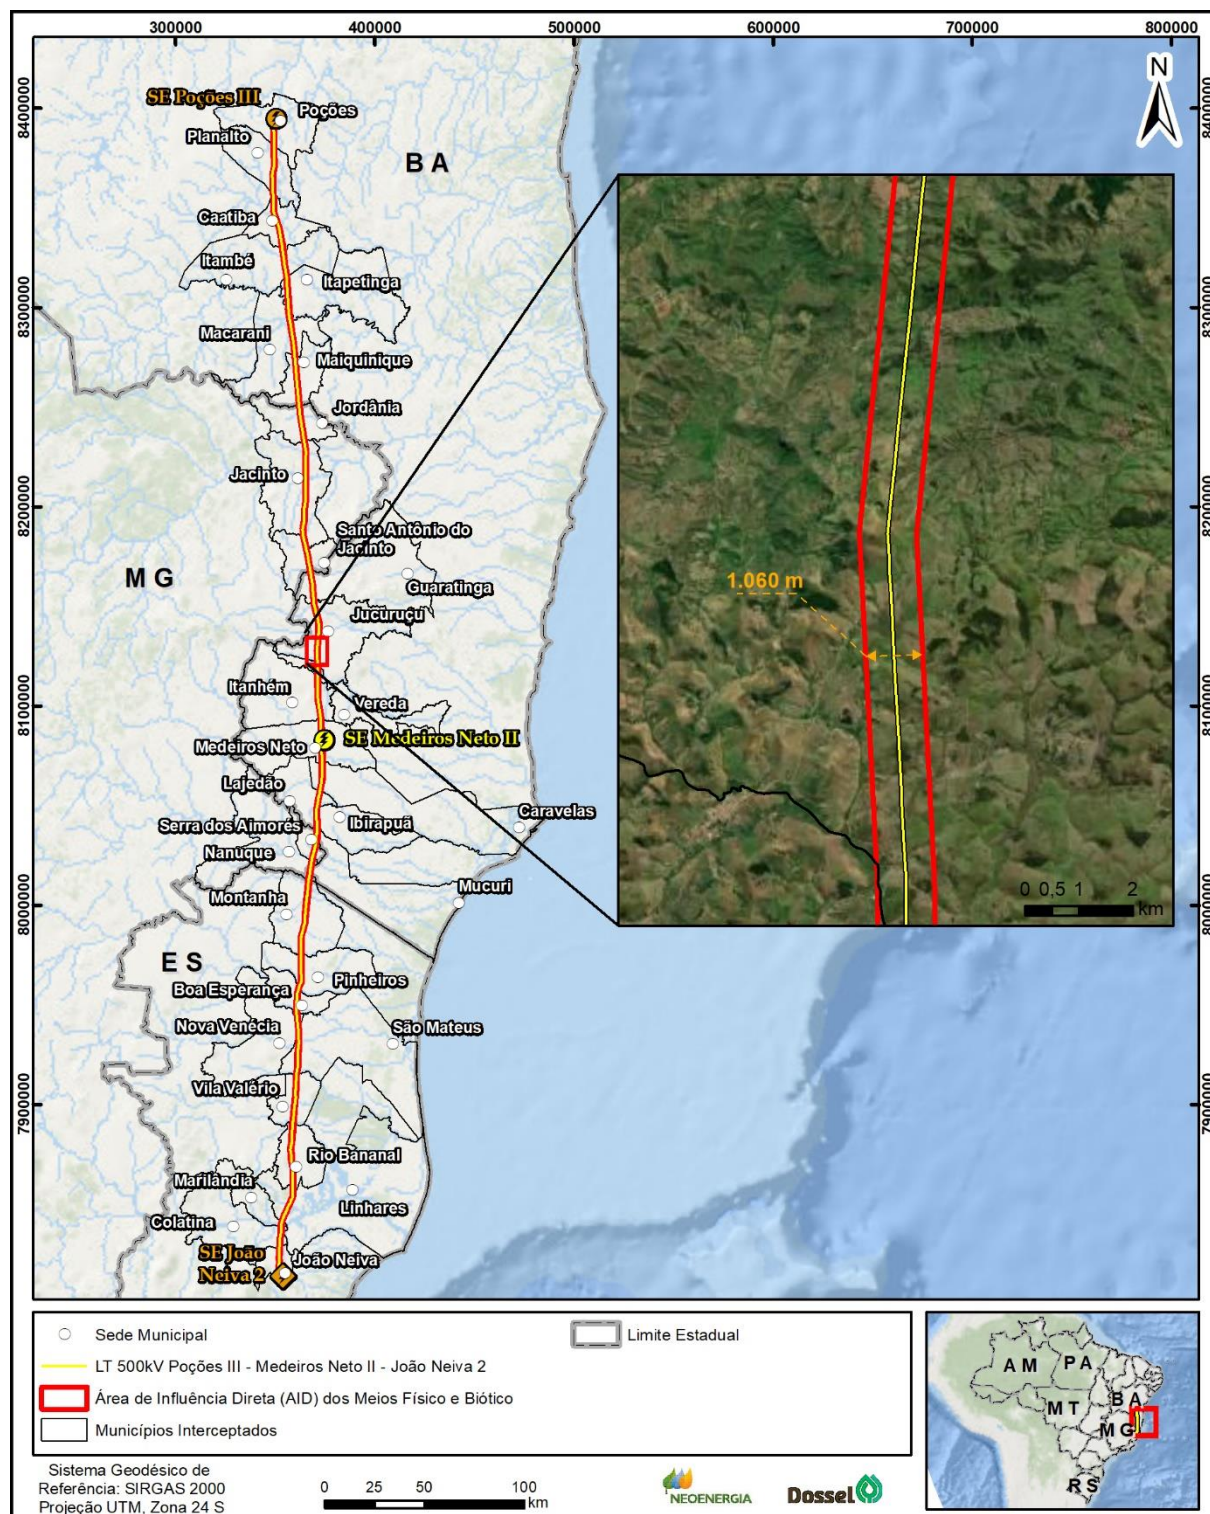 300000
400000
500000
600000
700000
800000
8400000
8300000
8200000
8100000
8000000
7900000
8400000
8300000
8200000
8100000
8000000
7900000
N
SE Poções III
Poções
Planalto
B A
Caatiba
Itambé
Itapetinga
Macarani
Maiquinique
Jordânia
Jacinto
Santo Antônio do
Jacinto
M G
Guaratinga
Jucuruçu
Itanhém
Vereda
SE Medeiros Neto II
Medeiros Neto
Lajedão
Caravelas
Ibirapuã
Serra dos Aimorés
Nanuque
Mucuri
Montanha
E S
Pinheiros
Boa Esperança
Nova Venécia
São Mateus
Vila Valério
Rio Bananal
Marilândia
Linhares
Colatina
SE João
Neiva 2
João Neiva
1.060 m
0 0,5 1 2
km
Sede Municipal
Limite Estadual
LT 500kV Poções III - Medeiros Neto II - João Neiva 2
Área de Influência Direta (AID) dos Meios Físico e Biótico
Municípios Interceptados
Sistema Geodésico de
Referência: SIRGAS 2000
Projeção UTM, Zona 24 S
0 25 50 100
km
NEOENERGIA
Dossel
A M
P A
M T
B A
M G
R S